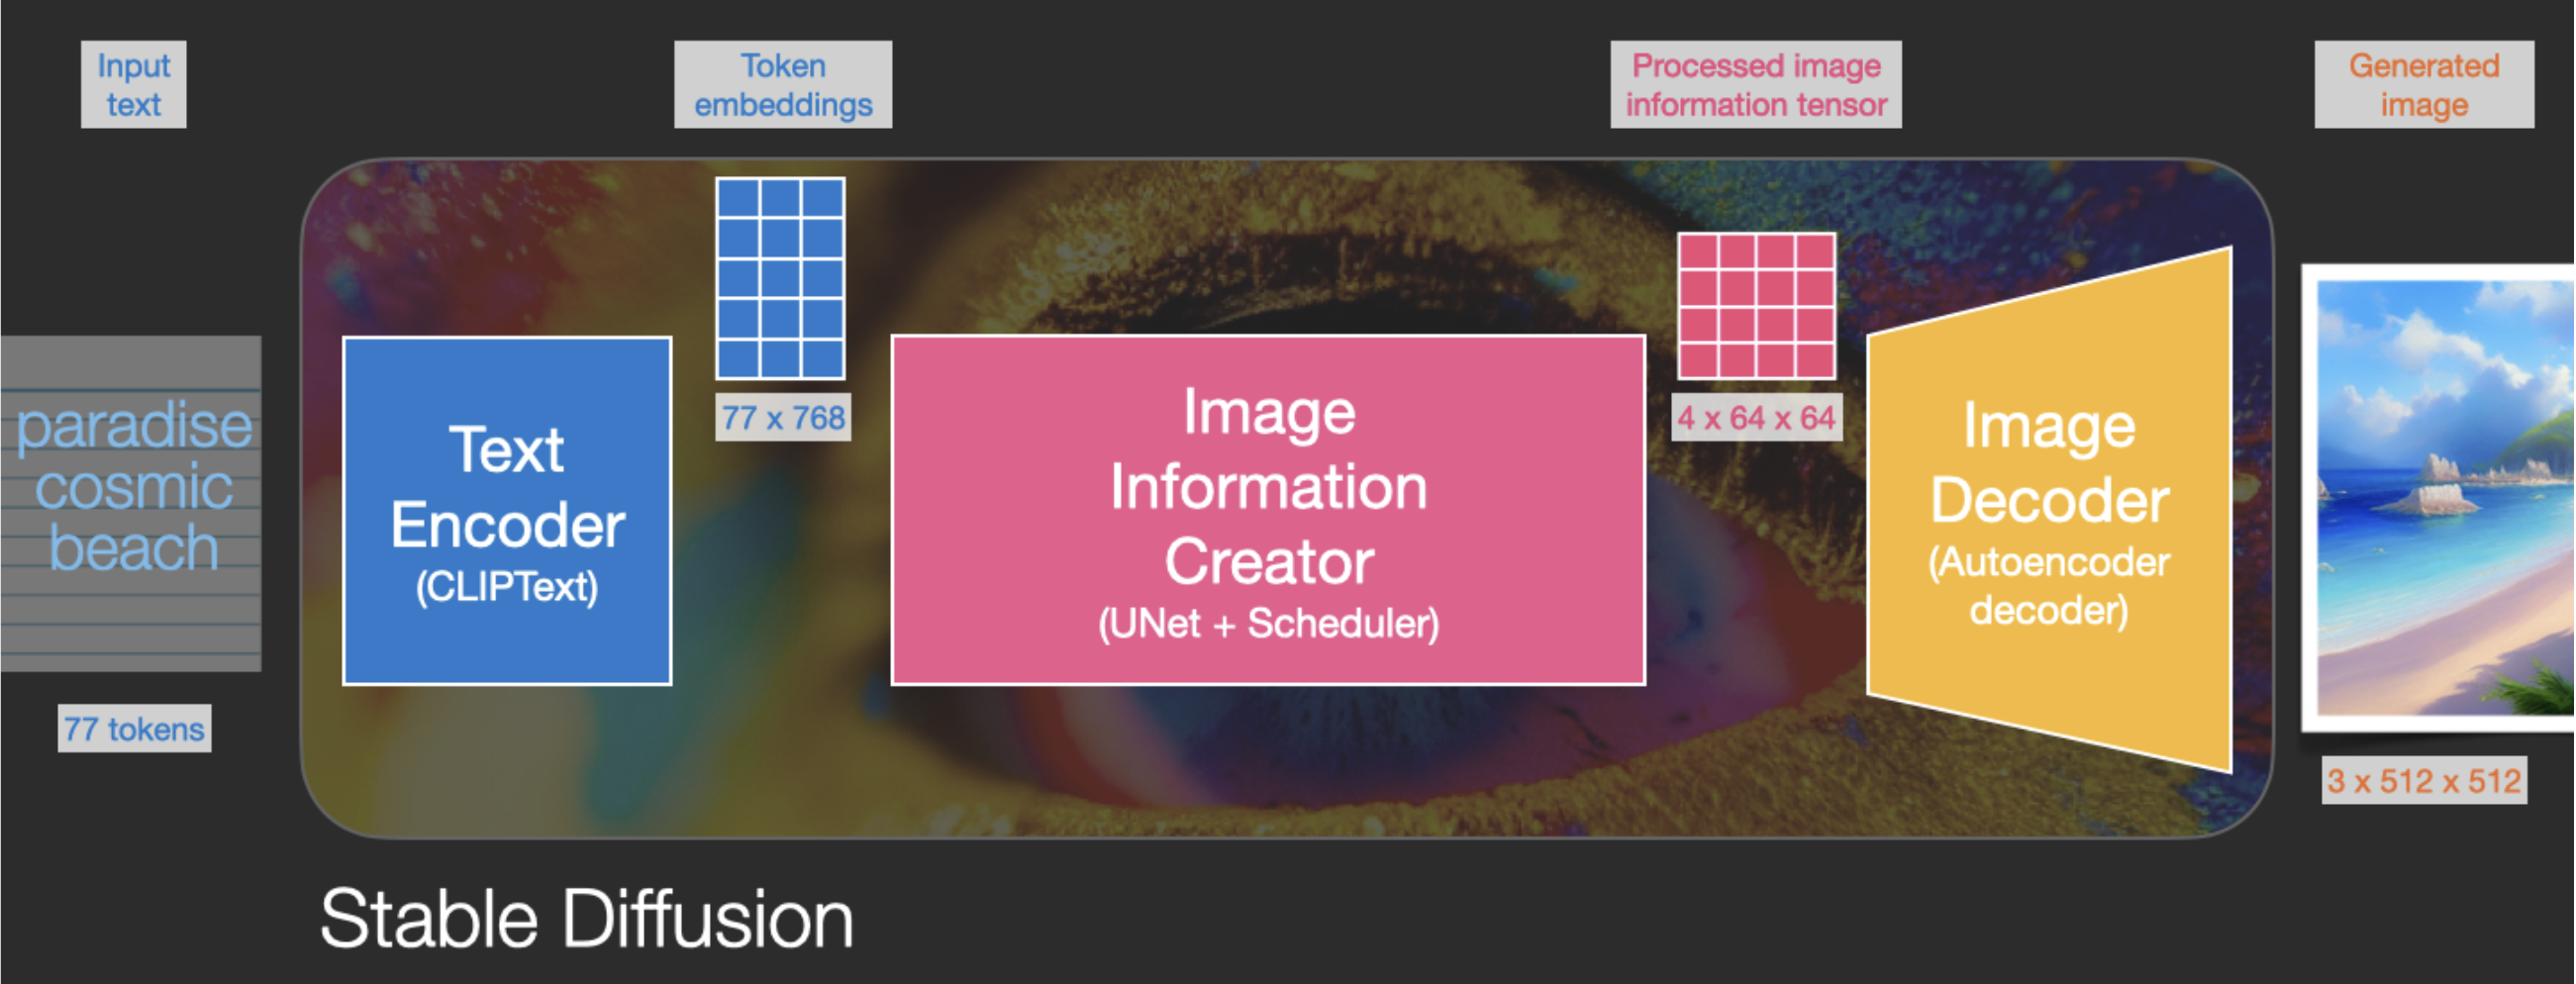 Input
text
Token
embeddings
Processed image
information tensor
Generated
image
paradise
cosmic
beach
77 tokens
Text
Encoder
(CLIPText)
77 x 768
Image
Information
Creator
(UNet + Scheduler)
4 x 64 x 64
Image
Decoder
(Autoencoder
decoder)
3 x 512 x 512
Stable Diffusion